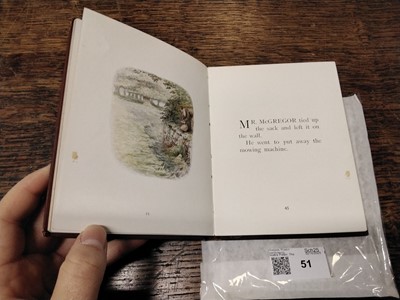 MR. McGREGOR tied up
the sack and left it on
the wall.
He went to put away the
mowing machine.
51